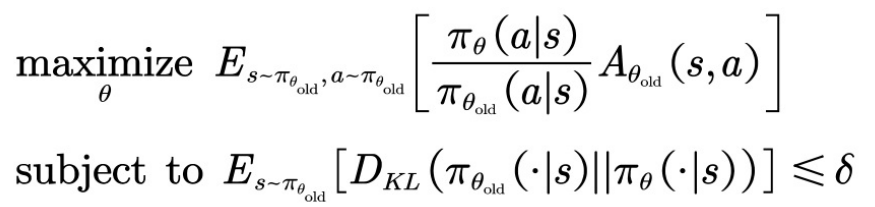 maximize_θ E_{s~π_{θ_old}, a~π_{θ_old}} [ π_θ(a|s) / π_{θ_old}(a|s) A_{θ_old}(s,a) ]
subject to E_{s~π_{θ_old}} [D_{KL}(π_{θ_old}(·|s)||π_θ(·|s))] ⩽ δ